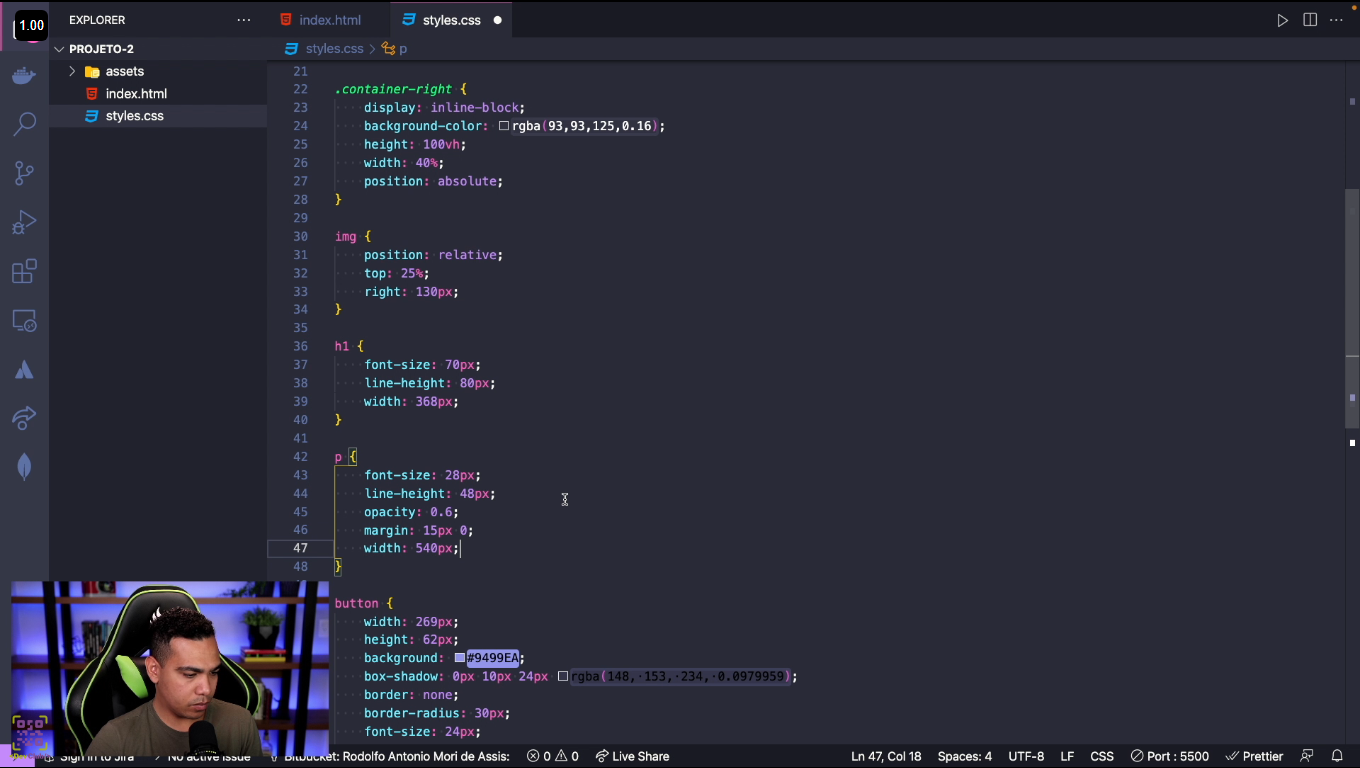 1.00
EXPLORER
index.html
styles.css
PROJETO-2
assets
index.html
styles.css
styles.css > p
21
22 .container-right {
23 display: inline-block;
24 background-color: rgba(93,93,125,0.16);
25 height: 100vh;
26 width: 40%;
27 position: absolute;
28 }
29
30 img {
31 position: relative;
32 top: 25%;
33 right: 130px;
34 }
35
36 h1 {
37 font-size: 70px;
38 line-height: 80px;
39 width: 368px;
40 }
41
42 p {
43 font-size: 28px;
44 line-height: 48px;
45 opacity: 0.6;
46 margin: 15px 0;
47 width: 540px;
48 }
button {
width: 269px;
height: 62px;
background: #9499EA;
box-shadow: 0px 10px 24px rgba(148, 153, 234, 0.0979959);
border: none;
border-radius: 30px;
font-size: 24px;
Sign in to Jira No active issue Bitbucket: Rodolfo Antonio Mori de Assis: 0 0 Live Share Ln 47, Col 18 Spaces: 4 UTF-8 LF CSS Port : 5500 Prettier